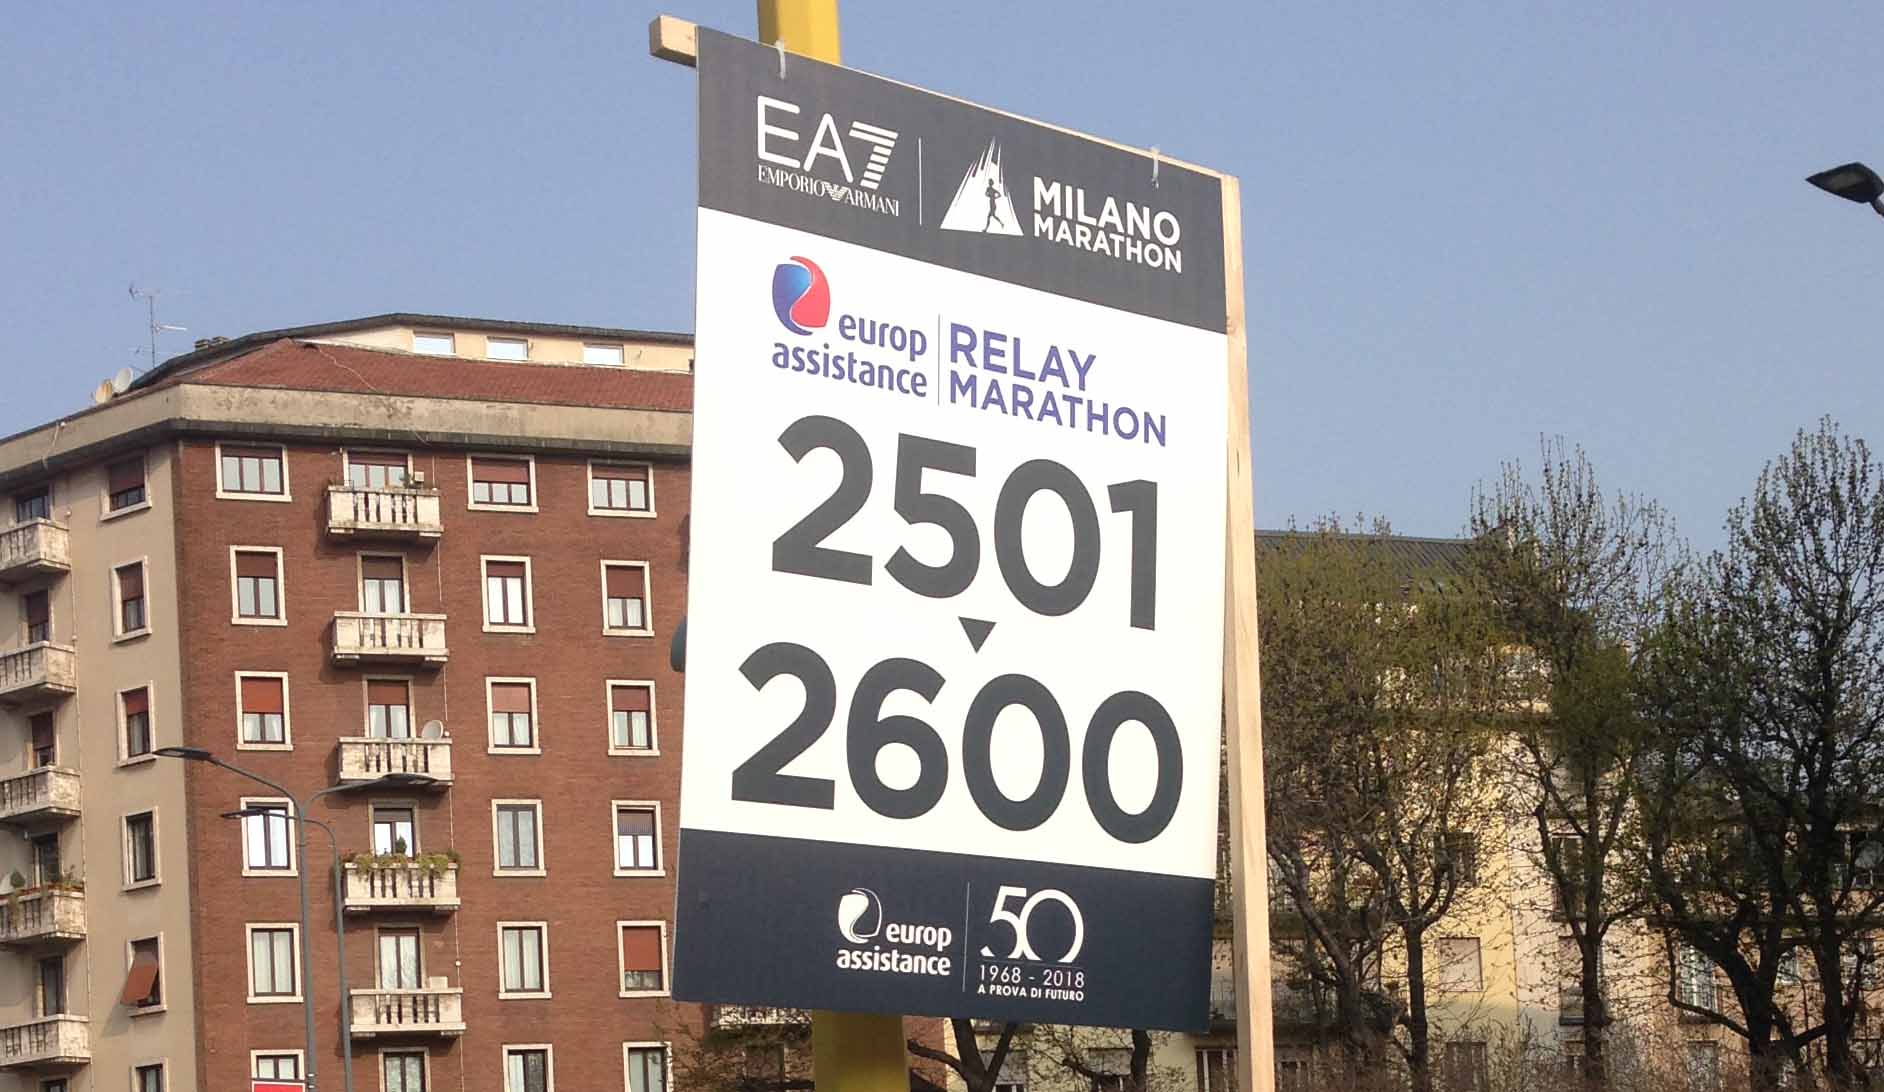 EA7
EMPORIO ARMANI
MILANO
MARATHON
europ
assistance
RELAY
MARATHON
2501
2600
europ
assistance
50
1968 - 2018
A PROVA DI FUTURO